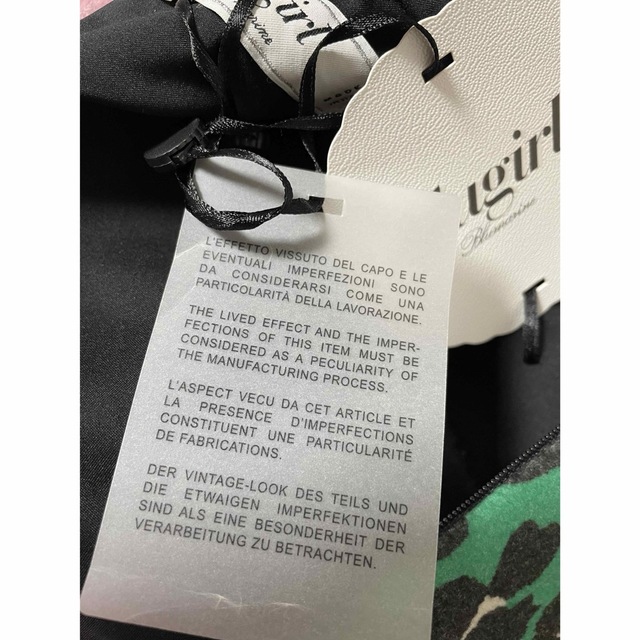 girl
L'EFFETTO VISSUTO DEL CAPO E LE
EVENTUALI IMPERFEZIONI SONO
DA CONSIDERARSI COME UNA
PARTICOLARITÀ DELLA LAVORAZIONE.
THE LIVED EFFECT AND THE IMPER-
FECTIONS OF THIS ITEM MUST BE
CONSIDERED AS A PECULIARITY OF
THE MANUFACTURING PROCESS.
L'ASPECT VECU DA CET ARTICLE ET
LA PRESENCE D'IMPERFECTIONS
CONSTITUENT UNE PARTICULARITÉ
DE FABRICATIONS.
DER VINTAGE-LOOK DES TEILS UND
DIE ETWAIGEN IMPERFEKTIONEN
SIND ALS EINE BESONDERHEIT DER
VERARBEITUNG ZU BETRACHTEN.
ugirl
Blumarine